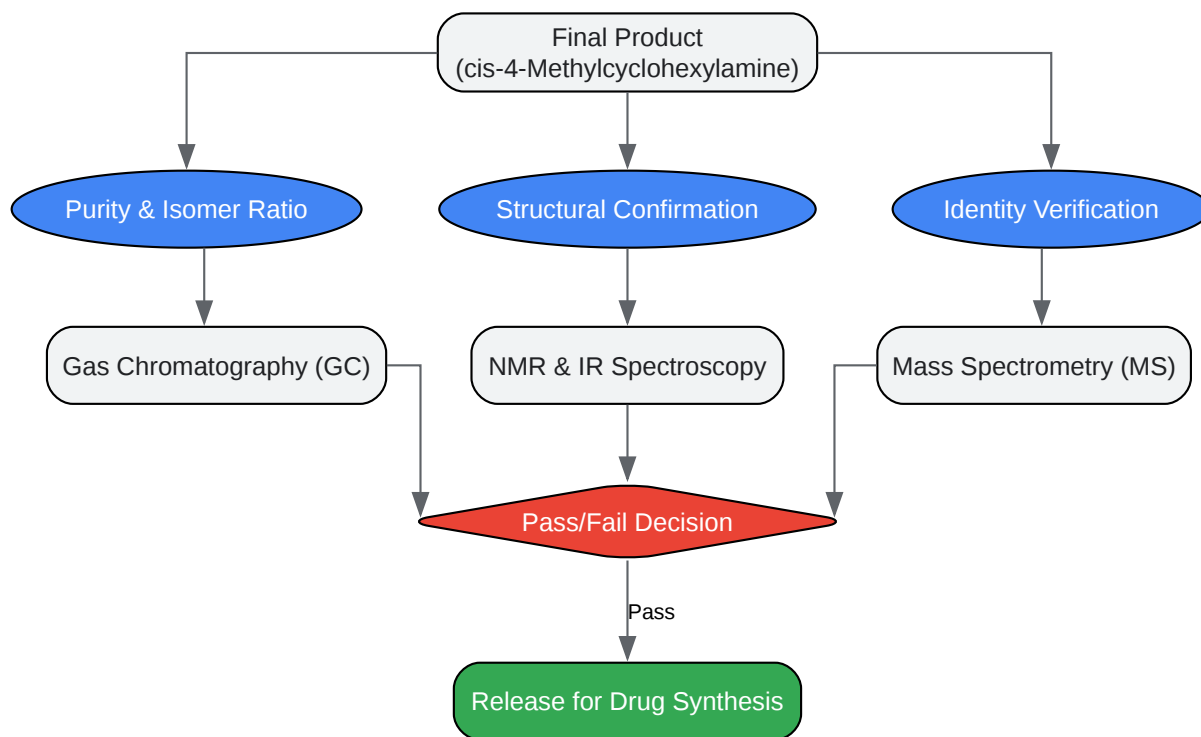 Final Product
(cis-4-Methylcyclohexylamine)
Purity & Isomer Ratio
Structural Confirmation
Identity Verification
Gas Chromatography (GC)
NMR & IR Spectroscopy
Mass Spectrometry (MS)
Pass/Fail Decision
Pass
Release for Drug Synthesis